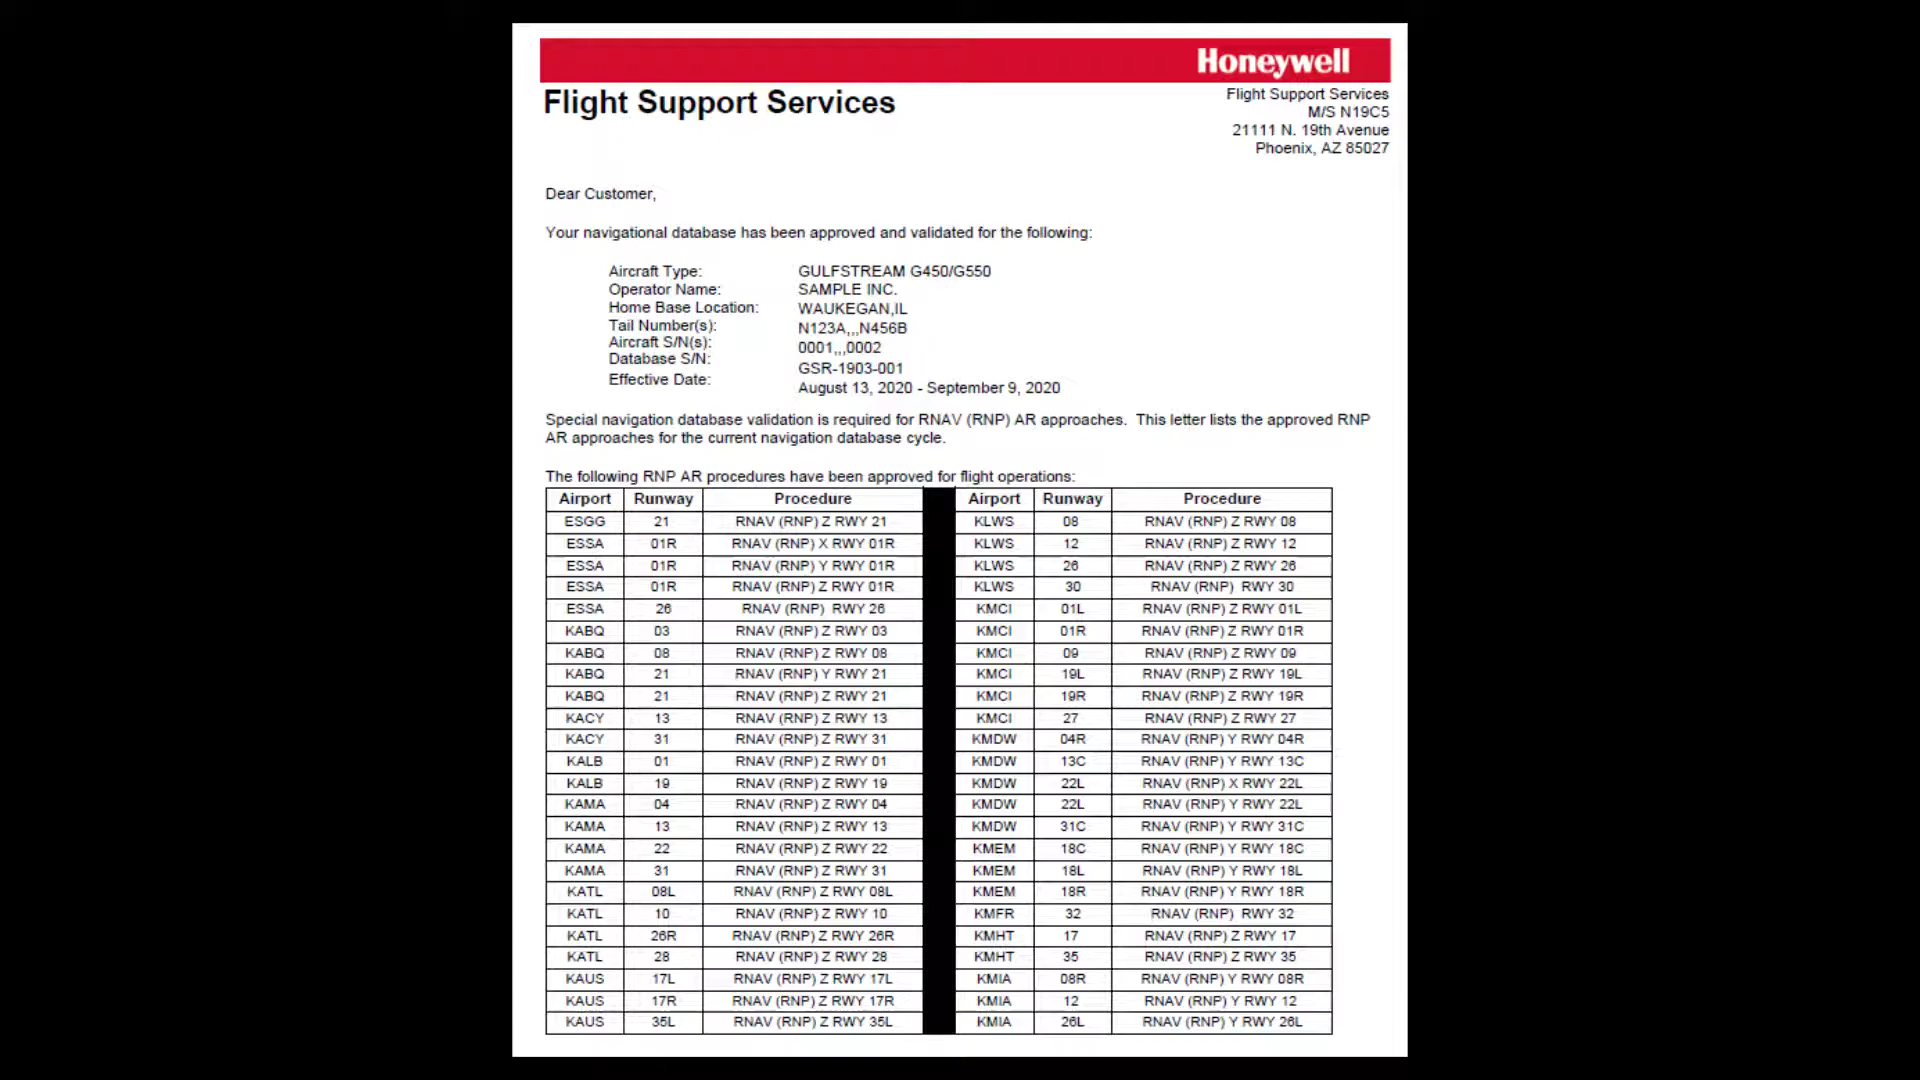 Honeywell
Flight Support Services
Flight Support Services
M/S N19C5
21111 N. 19th Avenue
Phoenix, AZ 85027
Dear Customer,
Your navigational database has been approved and validated for the following:
Aircraft Type: GULFSTREAM G450/G550
Operator Name: SAMPLE INC.
Home Base Location: WAUKEGAN,IL
Tail Number(s): N123A,,,N456B
Aircraft S/N(s): 0001,,,0002
Database S/N: GSR-1903-001
Effective Date: August 13, 2020 - September 9, 2020
Special navigation database validation is required for RNAV (RNP) AR approaches. This letter lists the approved RNP
AR approaches for the current navigation database cycle.
The following RNP AR procedures have been approved for flight operations:
Airport Runway Procedure Airport Runway Procedure
ESGG 21 RNAV (RNP) Z RWY 21 KLWS 08 RNAV (RNP) Z RWY 08
ESSA 01R RNAV (RNP) X RWY 01R KLWS 12 RNAV (RNP) Z RWY 12
ESSA 01R RNAV (RNP) Y RWY 01R KLWS 26 RNAV (RNP) Z RWY 26
ESSA 01R RNAV (RNP) Z RWY 01R KLWS 30 RNAV (RNP) RWY 30
ESSA 26 RNAV (RNP) RWY 26 KMCI 01L RNAV (RNP) Z RWY 01L
KABQ 03 RNAV (RNP) Z RWY 03 KMCI 01R RNAV (RNP) Z RWY 01R
KABQ 08 RNAV (RNP) Z RWY 08 KMCI 09 RNAV (RNP) Z RWY 09
KABQ 21 RNAV (RNP) Y RWY 21 KMCI 19L RNAV (RNP) Z RWY 19L
KABQ 21 RNAV (RNP) Z RWY 21 KMCI 19R RNAV (RNP) Z RWY 19R
KACY 13 RNAV (RNP) Z RWY 13 KMCI 27 RNAV (RNP) Z RWY 27
KACY 31 RNAV (RNP) Z RWY 31 KMDW 04R RNAV (RNP) Y RWY 04R
KALB 01 RNAV (RNP) Z RWY 01 KMDW 13C RNAV (RNP) Y RWY 13C
KALB 19 RNAV (RNP) Z RWY 19 KMDW 22L RNAV (RNP) X RWY 22L
KAMA 04 RNAV (RNP) Z RWY 04 KMDW 22L RNAV (RNP) Y RWY 22L
KAMA 13 RNAV (RNP) Z RWY 13 KMDW 31C RNAV (RNP) Y RWY 31C
KAMA 22 RNAV (RNP) Z RWY 22 KMEM 18C RNAV (RNP) Y RWY 18C
KAMA 31 RNAV (RNP) Z RWY 31 KMEM 18L RNAV (RNP) Y RWY 18L
KATL 08L RNAV (RNP) Z RWY 08L KMEM 18R RNAV (RNP) Y RWY 18R
KATL 10 RNAV (RNP) Z RWY 10 KMFR 32 RNAV (RNP) RWY 32
KATL 26R RNAV (RNP) Z RWY 26R KMHT 17 RNAV (RNP) Z RWY 17
KATL 28 RNAV (RNP) Z RWY 28 KMHT 35 RNAV (RNP) Z RWY 35
KAUS 17L RNAV (RNP) Z RWY 17L KMIA 08R RNAV (RNP) Y RWY 08R
KAUS 17R RNAV (RNP) Z RWY 17R KMIA 12 RNAV (RNP) Y RWY 12
KAUS 35L RNAV (RNP) Z RWY 35L KMIA 26L RNAV (RNP) Y RWY 26L